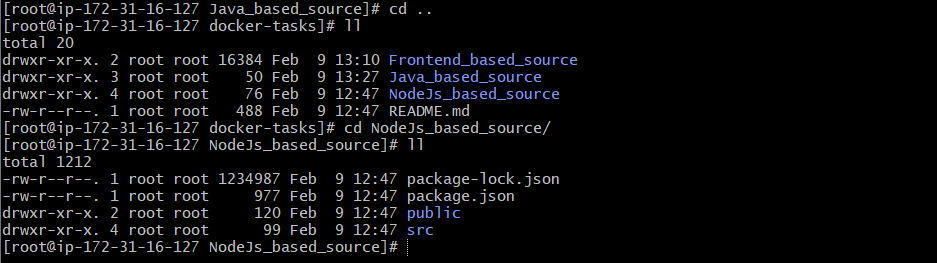 [root@ip-172-31-16-127 Java_based_source]# cd ..
[root@ip-172-31-16-127 docker-tasks]# ll
total 20
drwxr-xr-x. 2 root root 16384 Feb  9 13:10 Frontend_based_source
drwxr-xr-x. 3 root root    50 Feb  9 13:27 Java_based_source
drwxr-xr-x. 4 root root    76 Feb  9 12:47 NodeJs_based_source
-rw-r--r--. 1 root root   488 Feb  9 12:47 README.md
[root@ip-172-31-16-127 docker-tasks]# cd NodeJs_based_source/
[root@ip-172-31-16-127 NodeJs_based_source]# ll
total 1212
-rw-r--r--. 1 root root 1234987 Feb  9 12:47 package-lock.json
-rw-r--r--. 1 root root     977 Feb  9 12:47 package.json
drwxr-xr-x. 2 root root     120 Feb  9 12:47 public
drwxr-xr-x. 4 root root      99 Feb  9 12:47 src
[root@ip-172-31-16-127 NodeJs_based_source]#